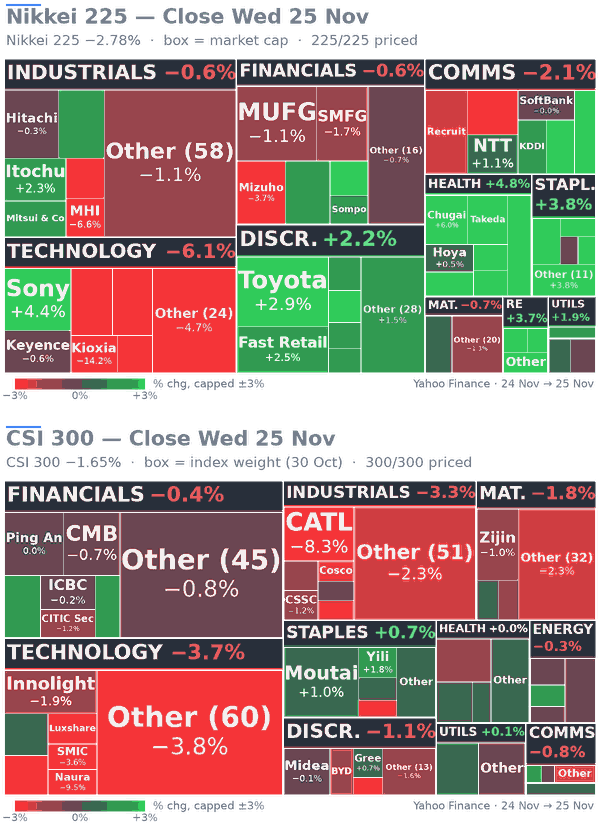 Nikkei 225 — Close Wed 25 Nov
Nikkei 225 −2.78% · box = market cap · 225/225 priced
INDUSTRIALS −0.6%
Hitachi
−0.3%
Itochu
+2.3%
Mitsui & Co
MHI
−6.6%
Other (58)
−1.1%
FINANCIALS −0.6%
MUFG
−1.1%
SMFG
−1.7%
Other (16)
−0.7%
Mizuho
−3.7%
Sompo
COMMS −2.1%
Recruit
NTT
+1.1%
SoftBank
−0.0%
KDDI
HEALTH +4.8%
Chugai
+6.0%
Takeda
Hoya
+0.5%
STAPL.
+3.8%
Other (11)
+3.8%
TECHNOLOGY −6.1%
Sony
+4.4%
Keyence
−0.6%
Kioxia
−14.2%
Other (24)
−4.7%
DISCR. +2.2%
Toyota
+2.9%
Fast Retail
+2.5%
Other (28)
+1.5%
MAT. −0.7%
Other (20)
RE
+3.7%
Other
UTILS
+1.9%
−3% 0% +3%
% chg, capped ±3%
Yahoo Finance · 24 Nov → 25 Nov
CSI 300 — Close Wed 25 Nov
CSI 300 −1.65% · box = index weight (30 Oct) · 300/300 priced
FINANCIALS −0.4%
Ping An
0.0%
CMB
−0.7%
ICBC
−0.2%
CITIC Sec
−1.2%
Other (45)
−0.8%
INDUSTRIALS −3.3%
CATL
−8.3%
Cosco
CSSC
−1.2%
Other (51)
−2.3%
MAT. −1.8%
Zijin
−1.0%
Other (32)
−2.3%
TECHNOLOGY −3.7%
Innolight
−1.9%
Luxshare
SMIC
−3.6%
Naura
−9.5%
Other (60)
−3.8%
STAPLES +0.7%
Moutai
+1.0%
Yili
+1.8%
Other
HEALTH +0.0%
Other
ENERGY
−0.3%
DISCR. −1.1%
Midea
−0.1%
BYD
Gree
+0.7%
Other (13)
−1.6%
UTILS +0.1%
Other
COMMS
−0.8%
Other
−3% 0% +3%
% chg, capped ±3%
Yahoo Finance · 24 Nov → 25 Nov